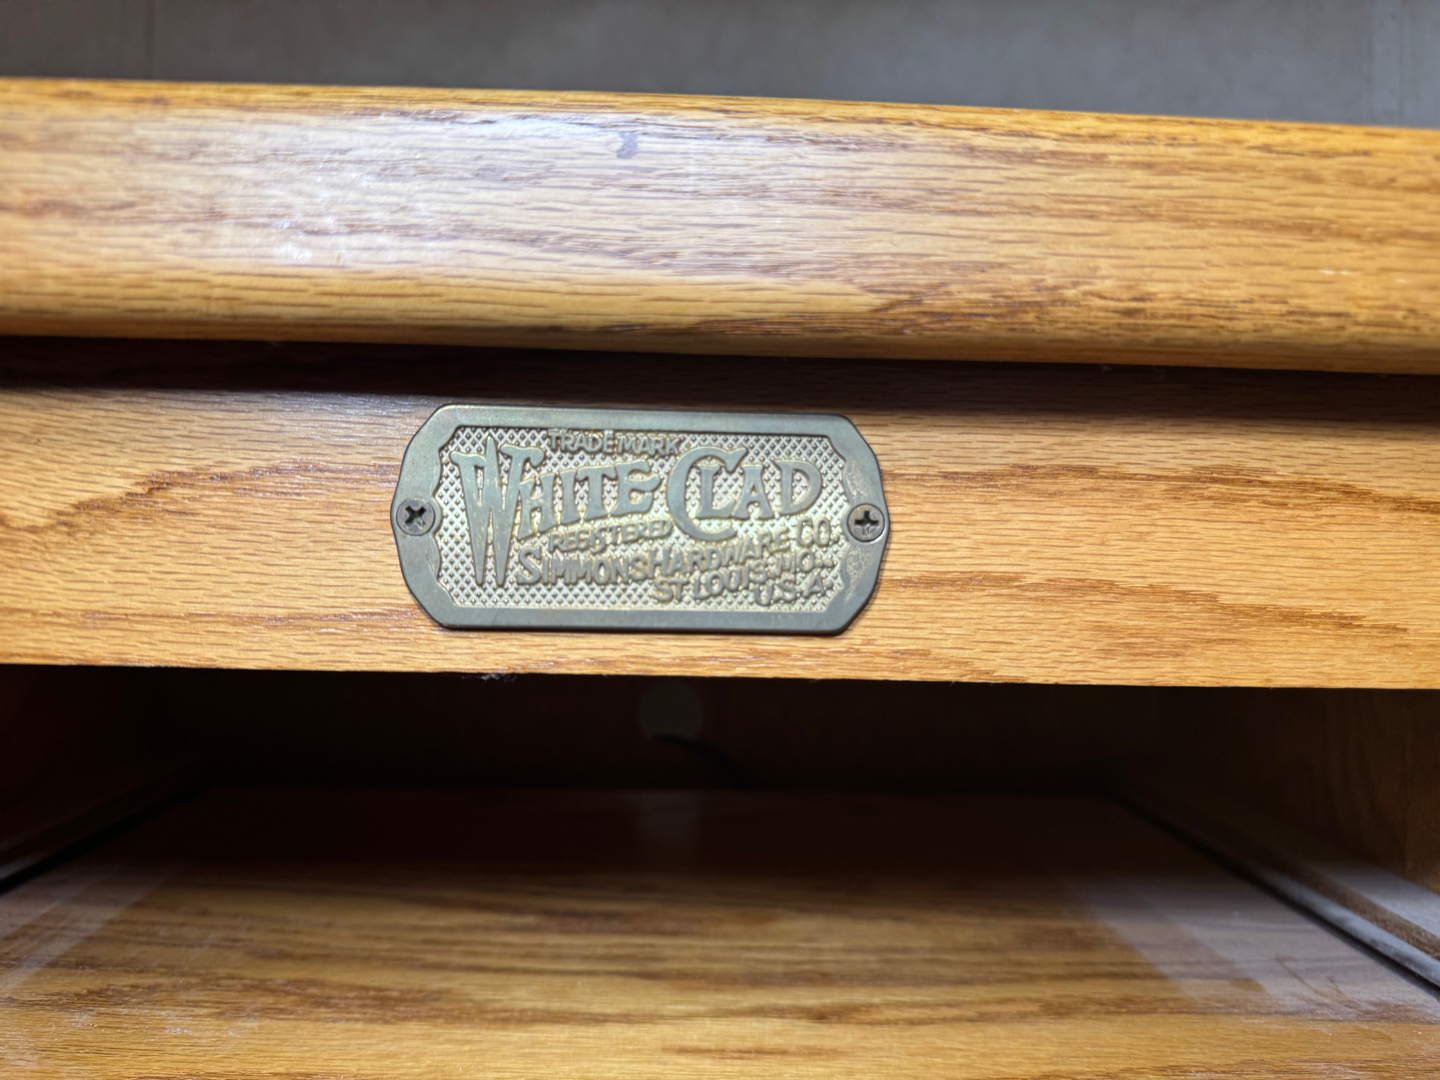 TRADE MARK
WHITE CLAD
REGISTERED
SIMMONS HARDWARE CO.
ST LOUIS, MO.
U.S.A.